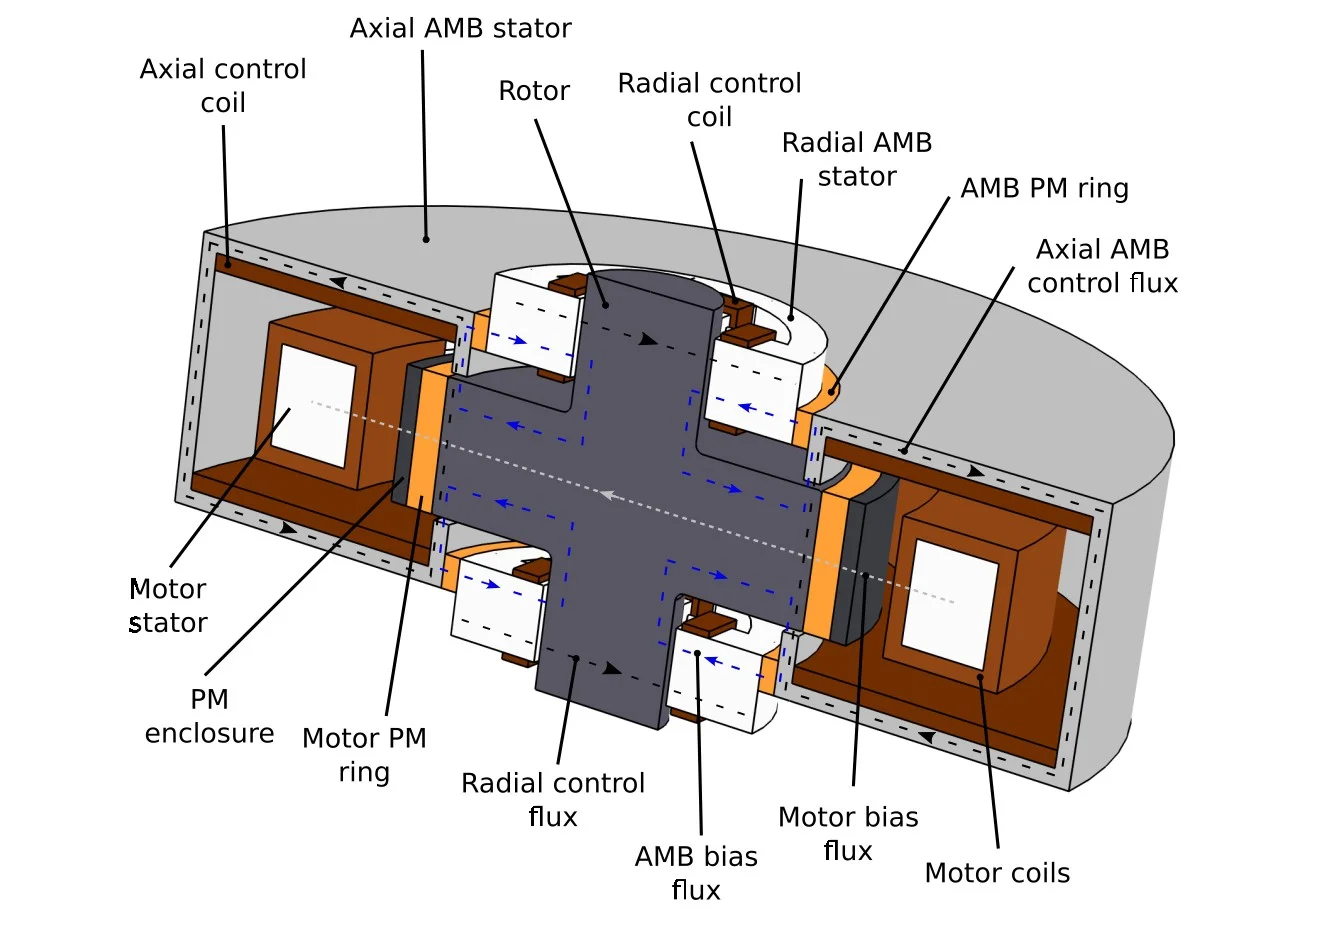 Axial AMB stator
Axial control
coil
Rotor
Radial control
coil
Radial AMB
stator
AMB PM ring
Axial AMB
control flux
Motor
stator
PM
enclosure
Motor PM
ring
Radial control
flux
AMB bias
flux
Motor bias
flux
Motor coils